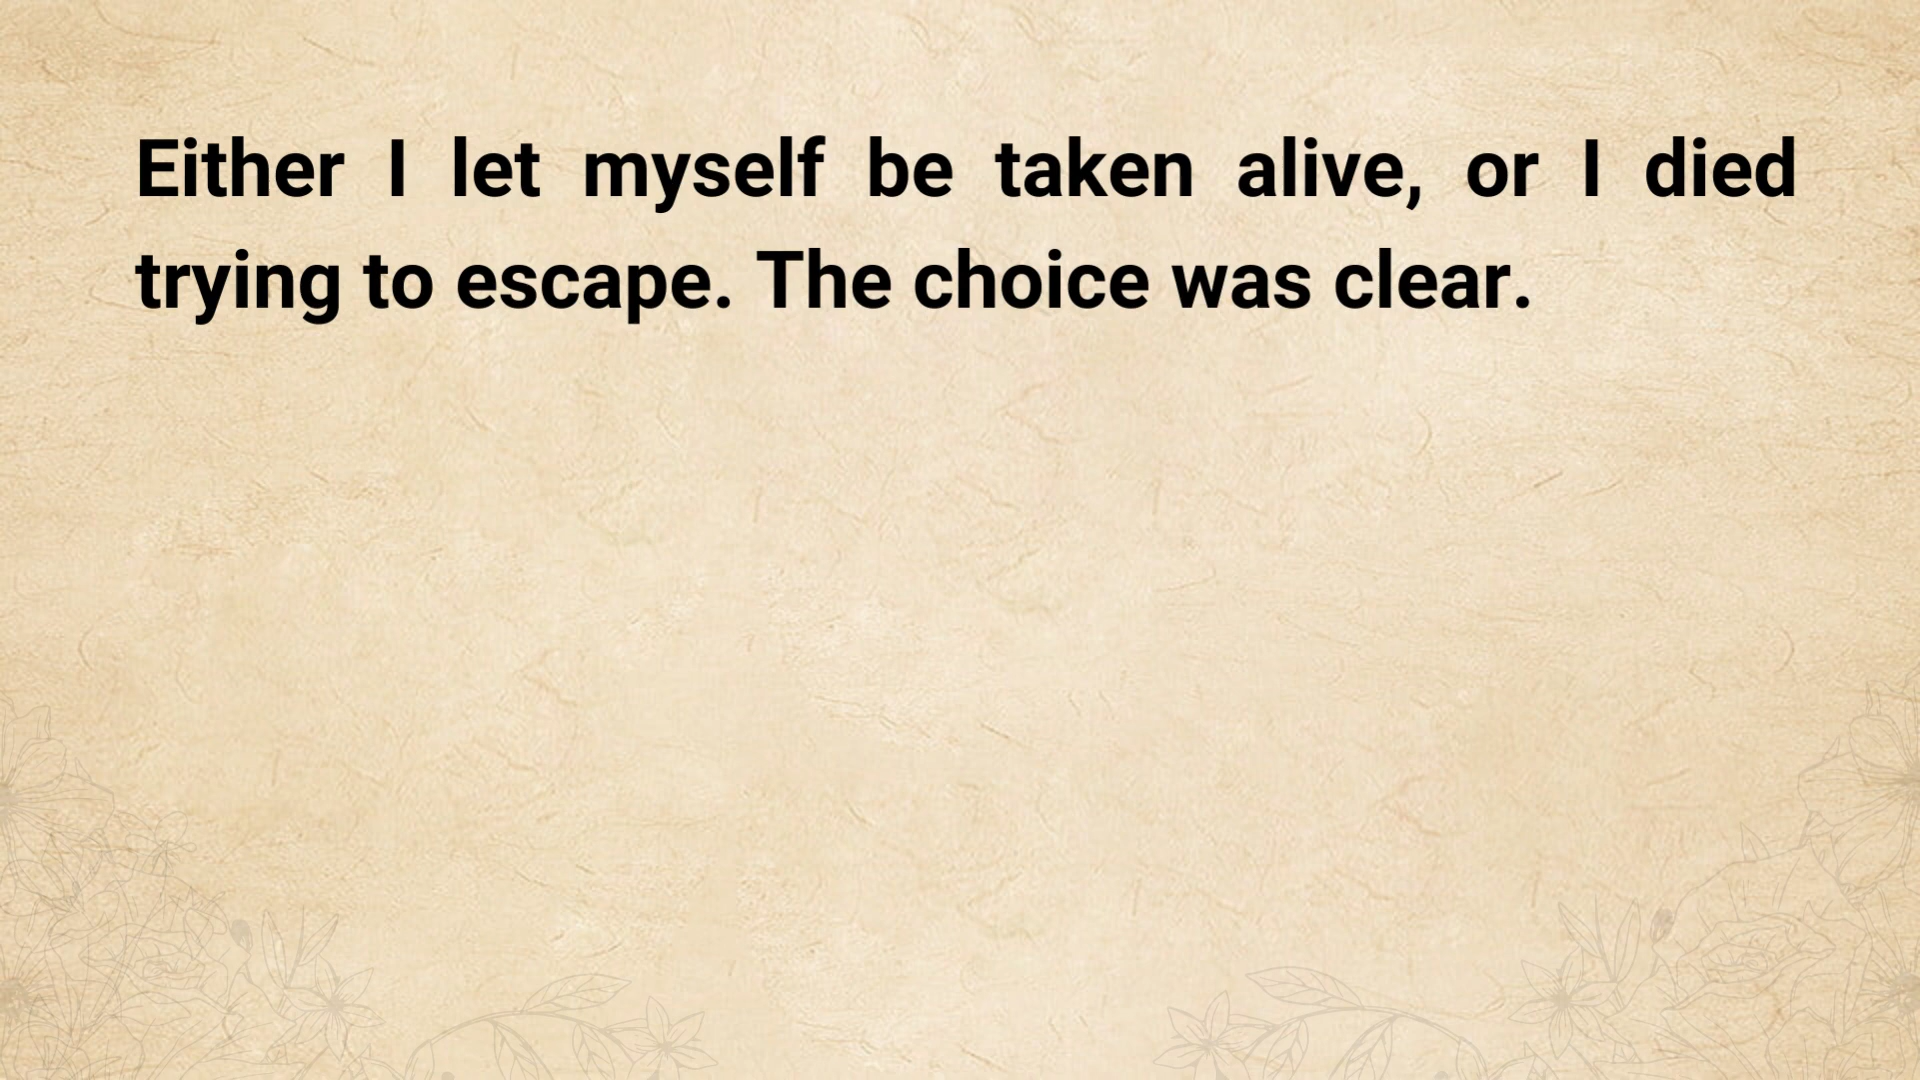 Either I let myself be taken alive, or I died
trying to escape. The choice was clear.